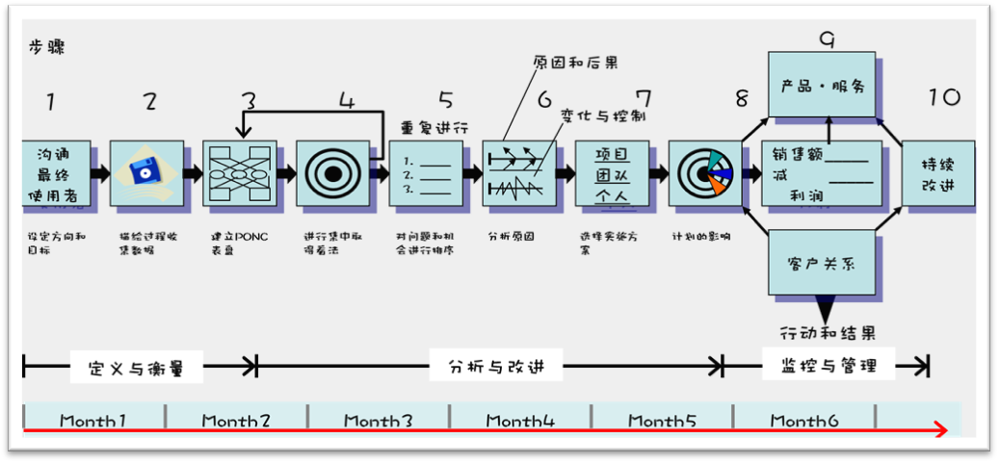 步骤
1
2
3
4
5
6
7
8
9
10
重复进行
原因和后果
变化与控制
沟通
最终
使用者
1.
2.
3.
项目
团队
个人
产品·服务
销售额
减
利润
持续
改进
客户关系
行动和结果
设定方向和
目标
描绘过程收
集数据
建立PONC
表盘
进行集中取
得看法
对问题和机
会进行排序
分析原因
选择实施方
案
计划的影响
定义与衡量
分析与改进
监控与管理
Month1
Month2
Month3
Month4
Month5
Month6